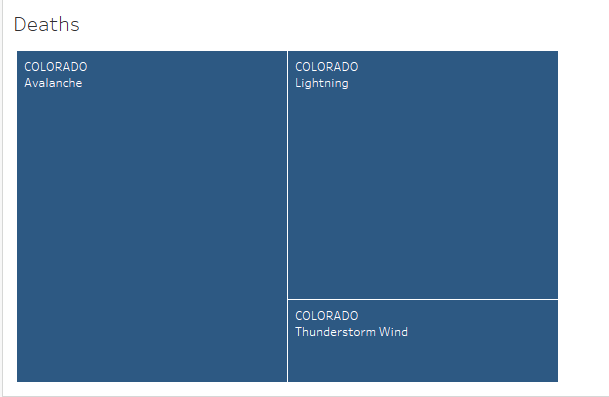 Deaths
COLORADO
Avalanche
COLORADO
Lightning
COLORADO
Thunderstorm Wind